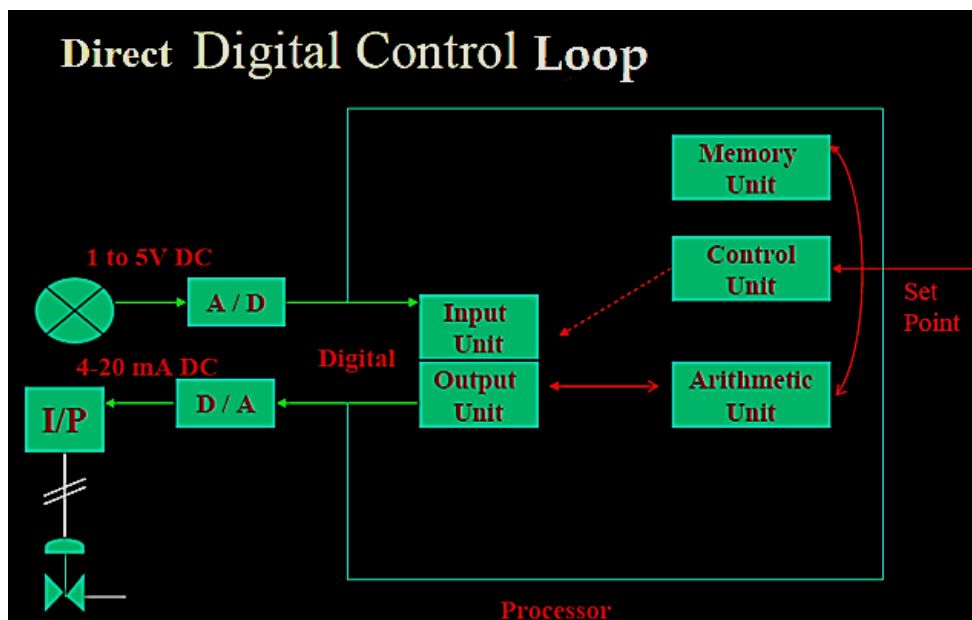 Direct Digital Control Loop
Memory
Unit
1 to 5V DC
Control
Unit
A / D
Set
Point
Input
Unit
Digital
4-20 mA DC
Output
Unit
Arithmetic
Unit
D / A
I/P
Processor